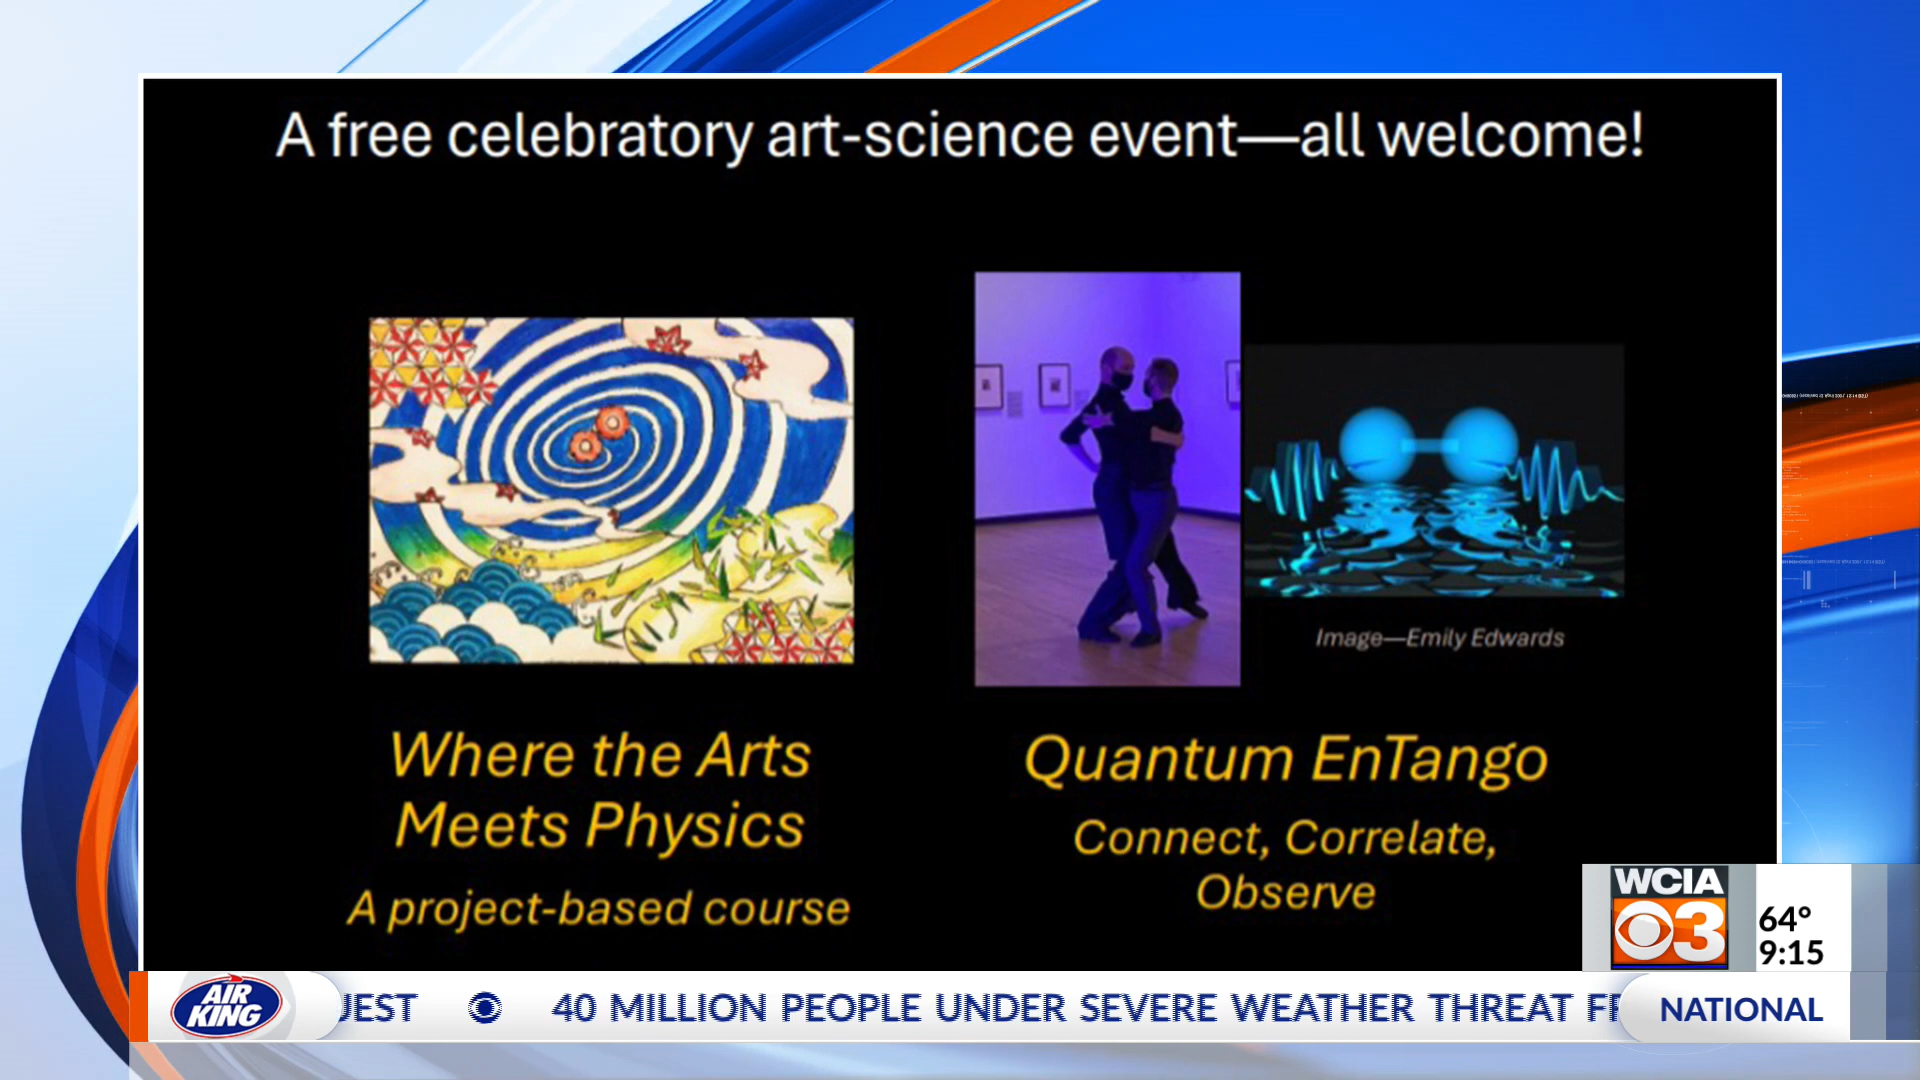 A free celebratory art-science event—all welcome!
Image—Emily Edwards
Where the Arts
Meets Physics
A project-based course
Quantum EnTango
Connect, Correlate,
Observe
WCIA
3
64°
9:15
AIR
KING
40 MILLION PEOPLE UNDER SEVERE WEATHER THREAT
NATIONAL